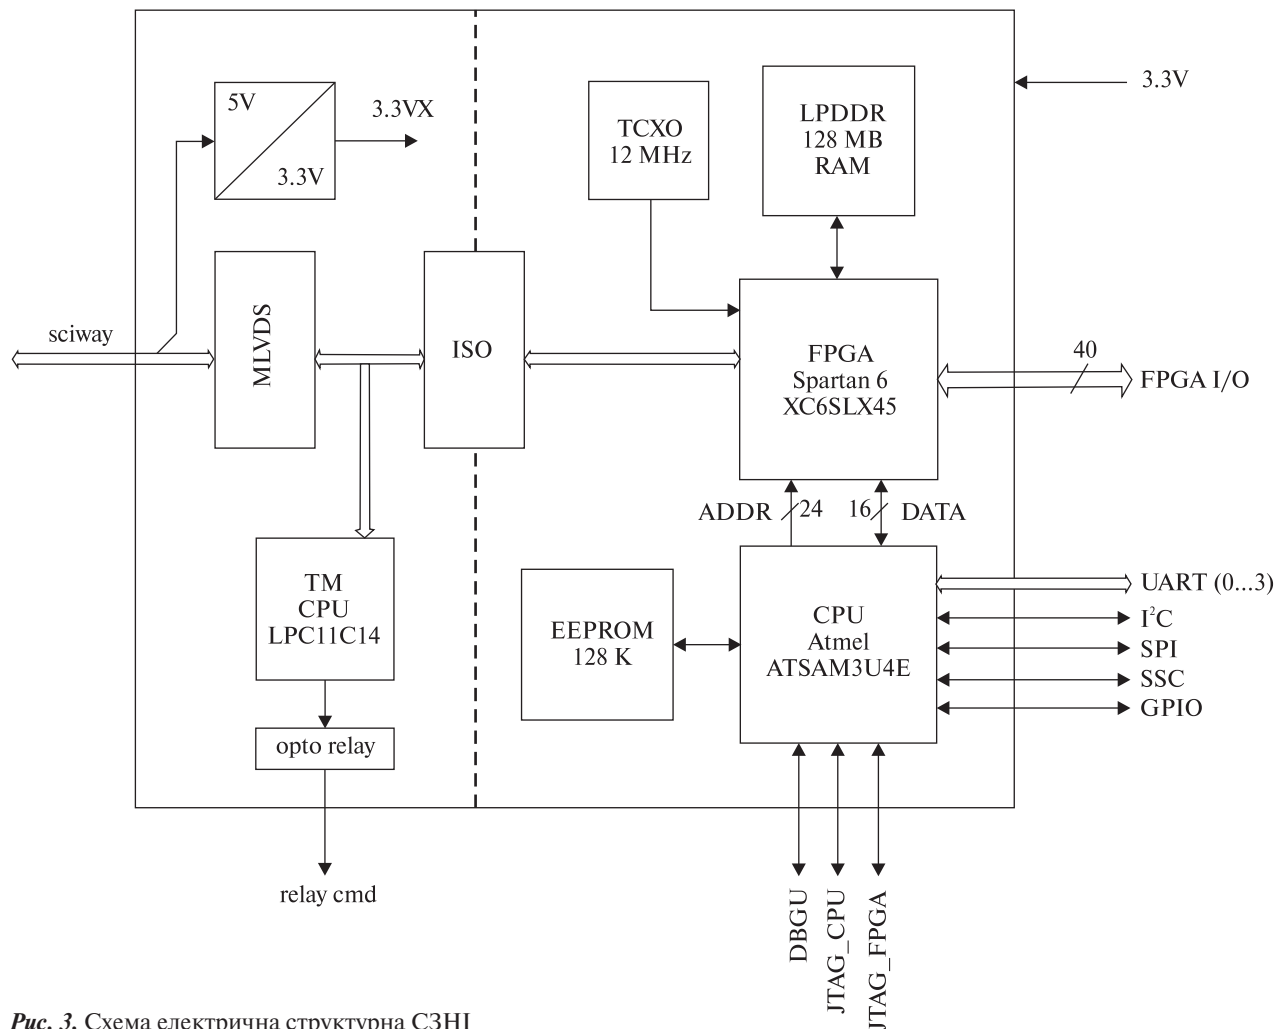 5V
3.3V
3.3VX
TCXO
12 MHz
LPDDR
128 MB
RAM
3.3V
sciway
MLVDS
ISO
FPGA
Spartan 6
XC6SLX45
40
FPGA I/O
ADDR
24
16
DATA
TM
CPU
LPC11C14
opto relay
relay cmd
EEPROM
128 K
CPU
Atmel
ATSAM3U4E
UART (0...3)
I²C
SPI
SSC
GPIO
DBGU
JTAG_CPU
JTAG_FPGA
Рис. 3. Схема електрична структурна СЗНІ